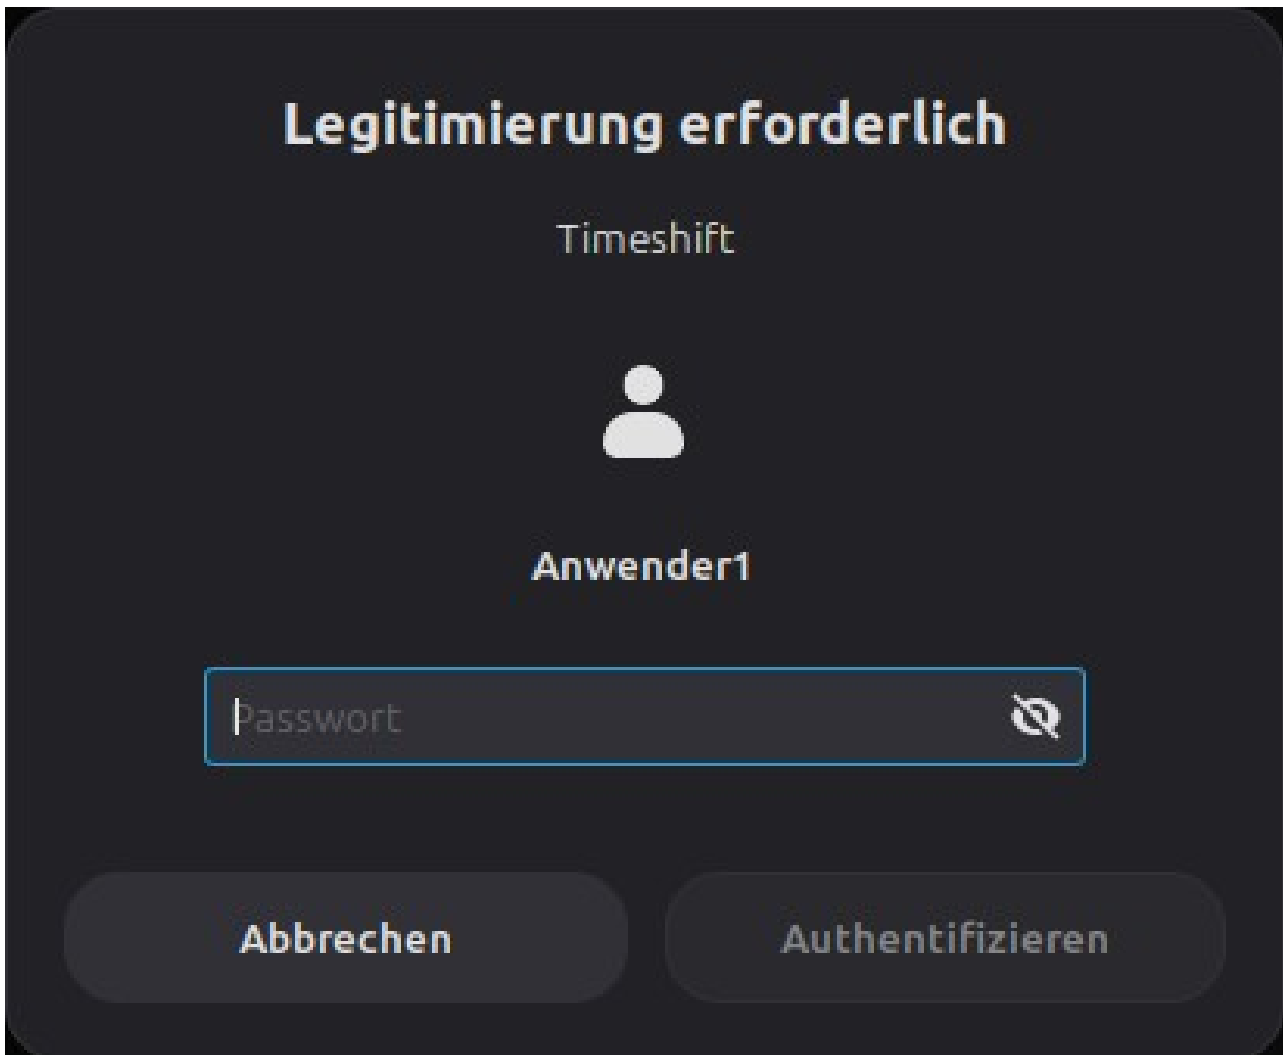 Legitimierung erforderlich
Timeshift
Anwender1
Passwort
Abbrechen
Authentifizieren